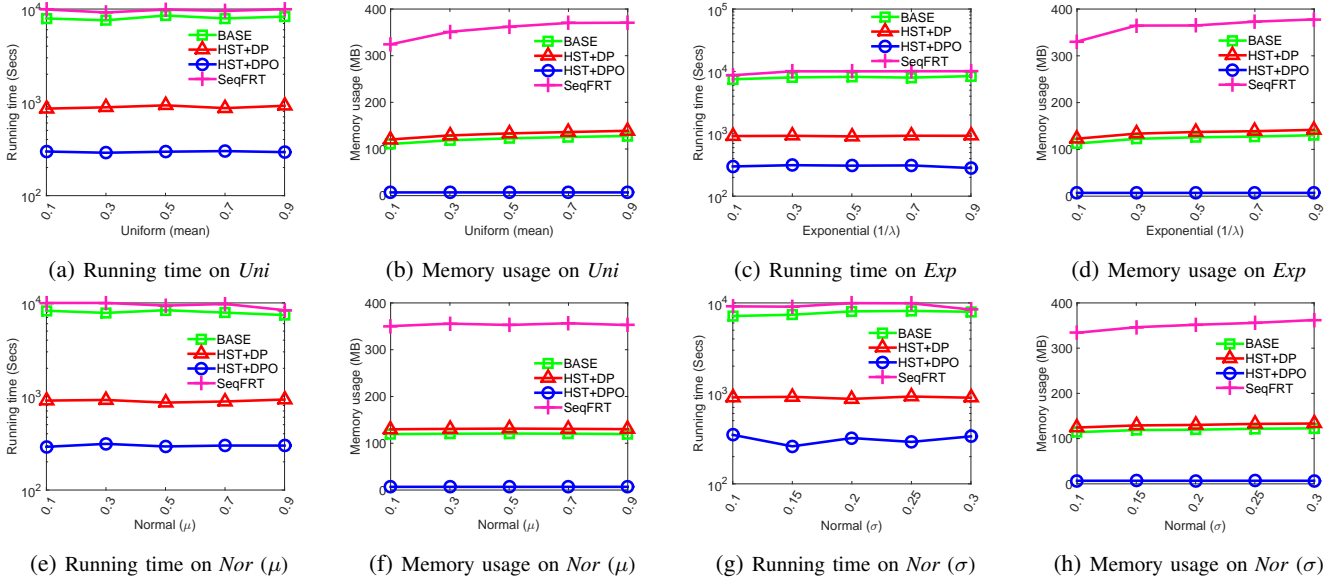 10^4
10^3
10^2
Running time (Secs)
BASE
HST+DP
HST+DPO
SeqFRT
0.1 0.3 0.5 0.7 0.9
Uniform (mean)
(a) Running time on Uni
400
300
200
100
0
Memory usage (MB)
BASE
HST+DP
HST+DPO
SeqFRT
0.1 0.3 0.5 0.7 0.9
Uniform (mean)
(b) Memory usage on Uni
10^5
10^4
10^3
10^2
Running time (Secs)
BASE
HST+DP
HST+DPO
SeqFRT
0.1 0.3 0.5 0.7 0.9
Exponential (1/λ)
(c) Running time on Exp
400
300
200
100
0
Memory usage (MB)
BASE
HST+DP
HST+DPO
SeqFRT
0.1 0.3 0.5 0.7 0.9
Exponential (1/λ)
(d) Memory usage on Exp
10^4
10^3
10^2
Running time (Secs)
BASE
HST+DP
HST+DPO
SeqFRT
0.1 0.3 0.5 0.7 0.9
Normal (μ)
(e) Running time on Nor (μ)
400
300
200
100
0
Memory usage (MB)
BASE
HST+DP
HST+DPO
SeqFRT
0.1 0.3 0.5 0.7 0.9
Normal (μ)
(f) Memory usage on Nor (μ)
10^4
10^3
10^2
Running time (Secs)
BASE
HST+DP
HST+DPO
SeqFRT
0.1 0.15 0.2 0.25 0.3
Normal (σ)
(g) Running time on Nor (σ)
400
300
200
100
0
Memory usage (MB)
BASE
HST+DP
HST+DPO
SeqFRT
0.1 0.15 0.2 0.25 0.3
Normal (σ)
(h) Memory usage on Nor (σ)